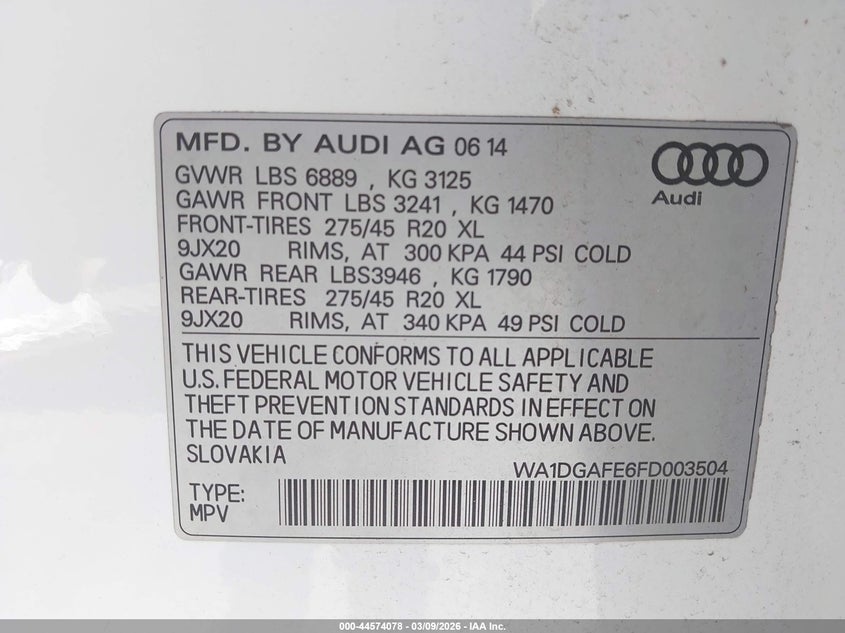 MFD. BY AUDI AG 06 14
GVWR LBS 6889 , KG 3125
GAWR FRONT LBS 3241 , KG 1470
FRONT-TIRES 275/45 R20 XL
9JX20 RIMS, AT 300 KPA 44 PSI COLD
GAWR REAR LBS3946 , KG 1790
REAR-TIRES 275/45 R20 XL
9JX20 RIMS, AT 340 KPA 49 PSI COLD
Audi
THIS VEHICLE CONFORMS TO ALL APPLICABLE
U.S. FEDERAL MOTOR VEHICLE SAFETY AND
THEFT PREVENTION STANDARDS IN EFFECT ON
THE DATE OF MANUFACTURE SHOWN ABOVE.
SLOVAKIA
WA1DGAFE6FD003504
TYPE:
MPV
000-44574078 - 03/09/2026 - IAA Inc.